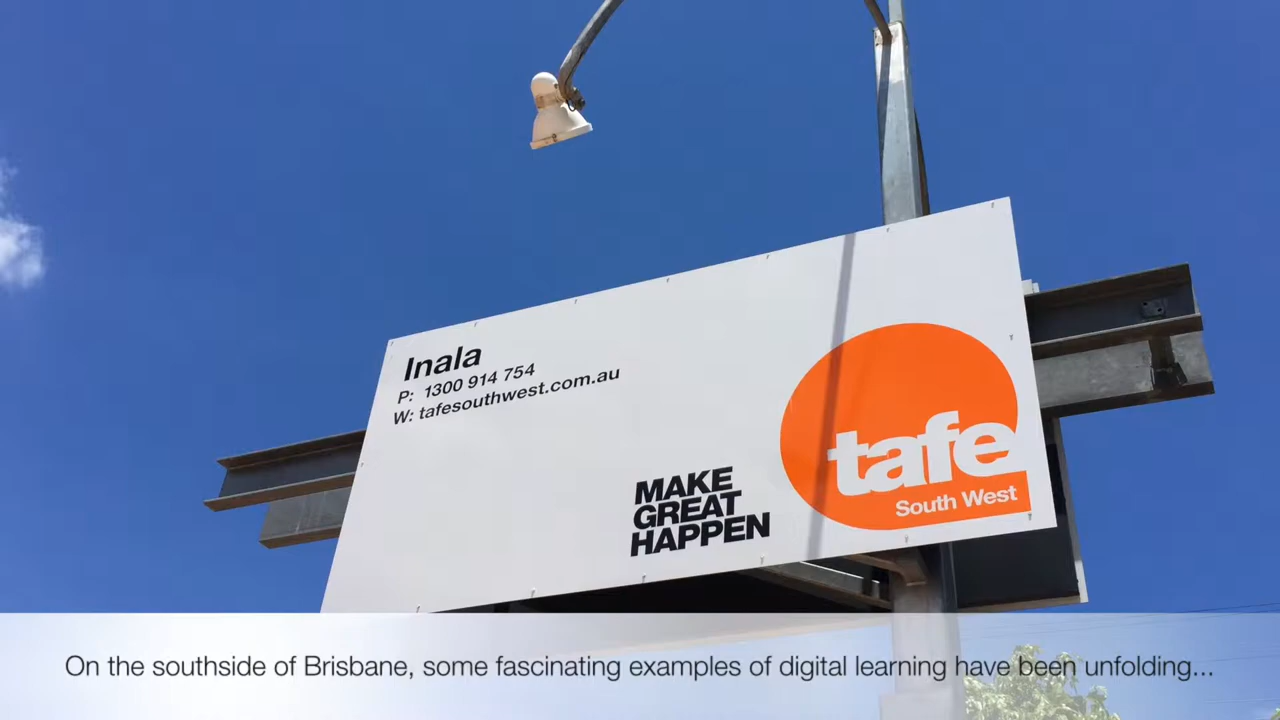 Inala
P: 1300 914 754
W: tafesouthwest.com.au
MAKE
GREAT
HAPPEN
tafe
South West
On the southside of Brisbane, some fascinating examples of digital learning have been unfolding...